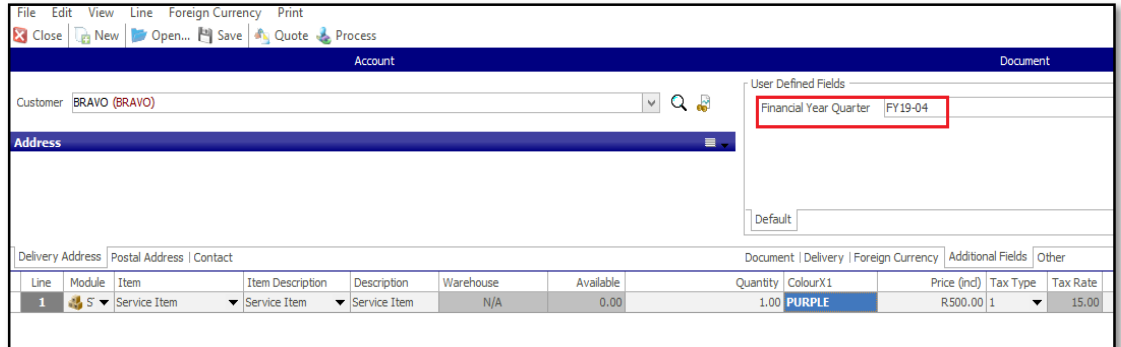 File Edit View Line Foreign Currency Print
Close New Open... Save Quote Process
Account Document
User Defined Fields
Customer BRAVO (BRAVO)
Financial Year Quarter FY19-04
Address
Default
Delivery Address Postal Address Contact Document Delivery Foreign Currency Additional Fields Other
Line Module Item Item Description Description Warehouse Available Quantity ColourX1 Price (incl) Tax Type Tax Rate
1 S Service Item Service Item Service Item N/A 0.00 1.00 PURPLE R500.00 1 15.00